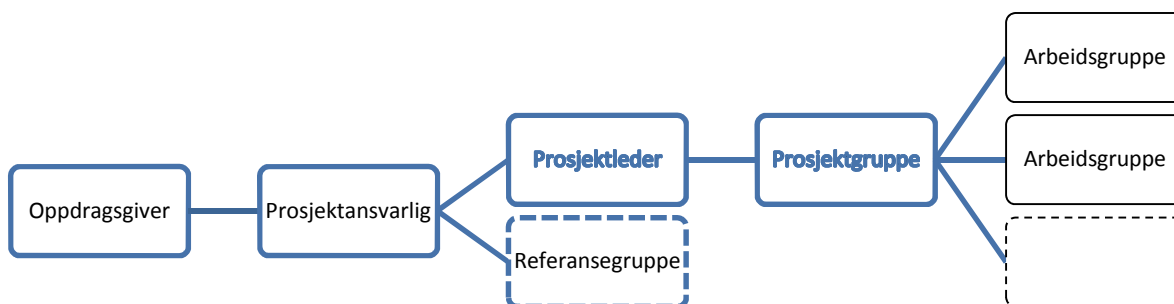 Oppdragsgiver
Prosjektansvarlig
Prosjektleder
Referansegruppe
Prosjektgruppe
Arbeidsgruppe
Arbeidsgruppe